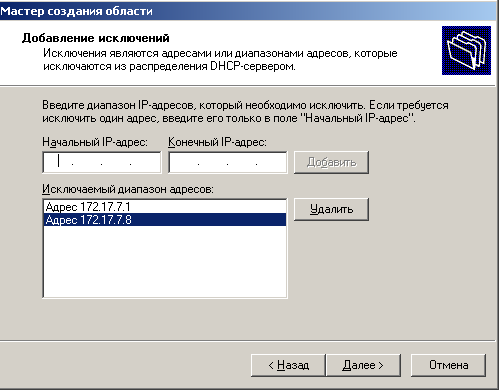 Мастер создания области
Добавление исключений
Исключения являются адресами или диапазонами адресов, которые
исключаются из распределения DHCP-сервером.
Введите диапазон IP-адресов, который необходимо исключить. Если требуется
исключить один адрес, введите его только в поле "Начальный IP-адрес".
Начальный IP-адрес: Конечный IP-адрес:
. . . . . . Добавить
Исключаемый диапазон адресов:
Адрес 172.17.7.1 Удалить
Адрес 172.17.7.8
< Назад Далее > Отмена